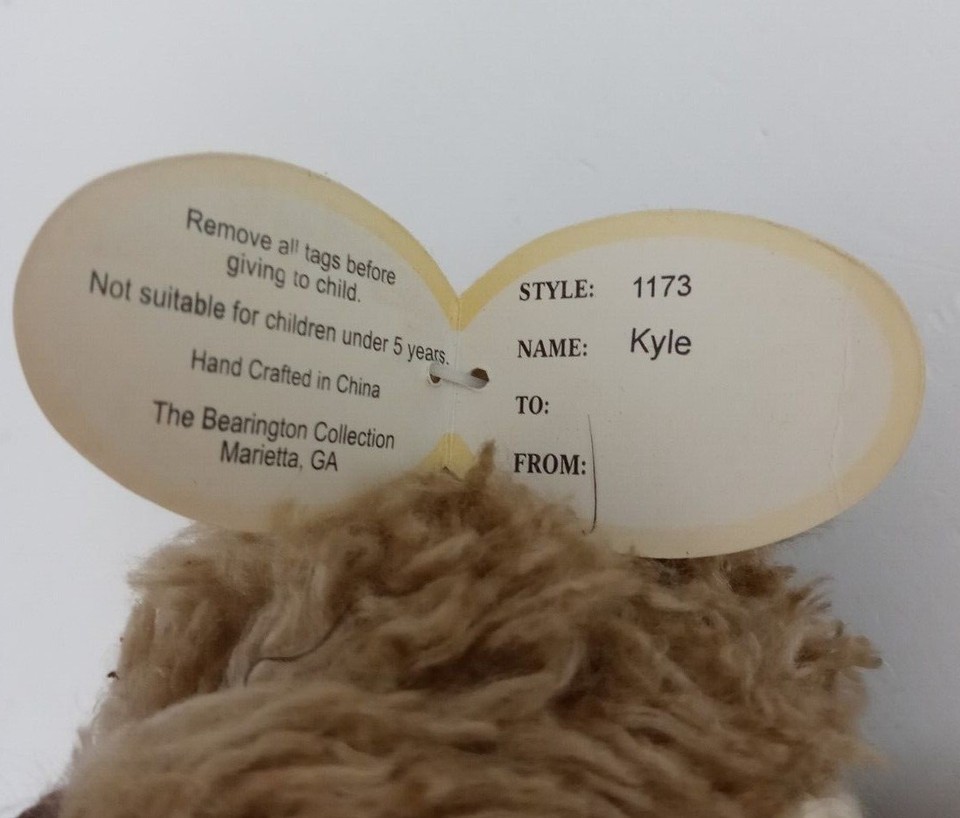 Remove all tags before
giving to child.
Not suitable for children under 5 years.
Hand Crafted in China
The Bearington Collection
Marietta, GA
STYLE: 1173
NAME: Kyle
TO:
FROM: